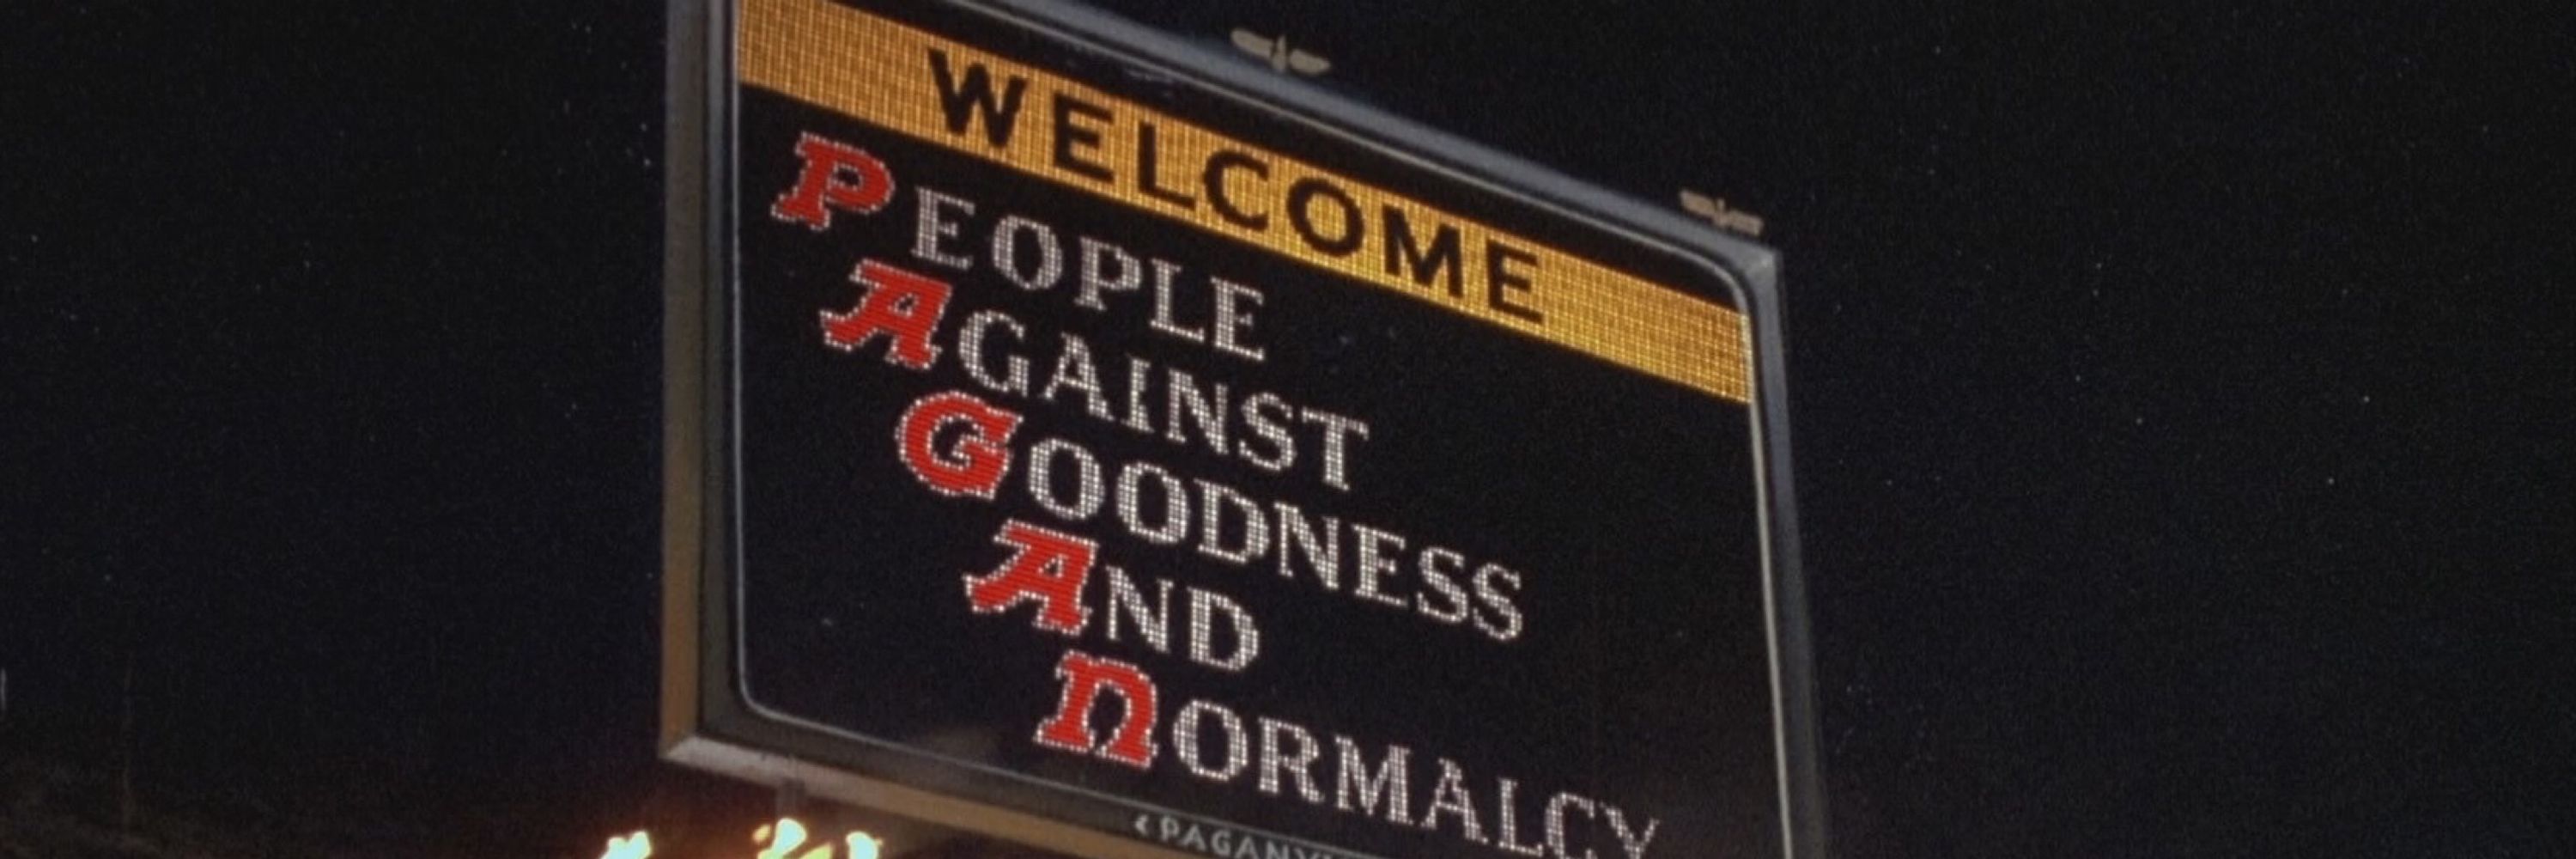 WELCOME
PEOPLE
AGAINST
GOODNESS
AND
NORMALCY